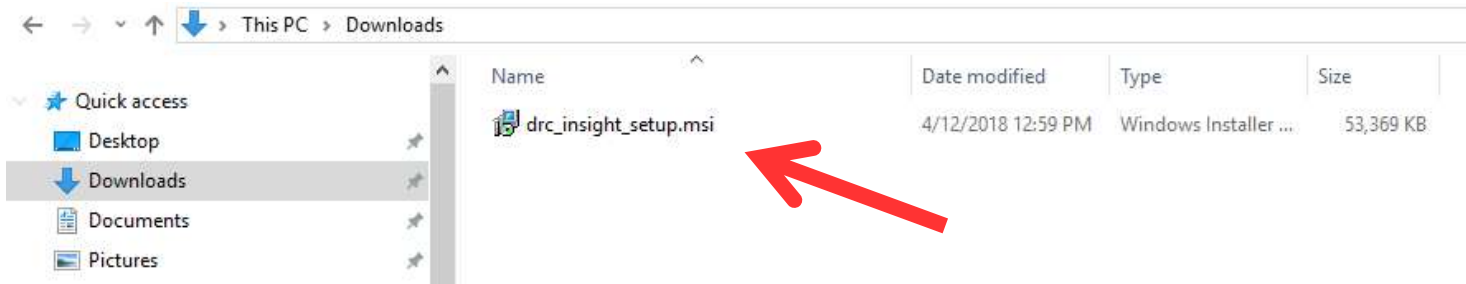 This PC > Downloads
Name Date modified Type Size
Quick access
drc_insight_setup.msi 4/12/2018 12:59 PM Windows Installer ... 53,369 KB
Desktop
Downloads
Documents
Pictures